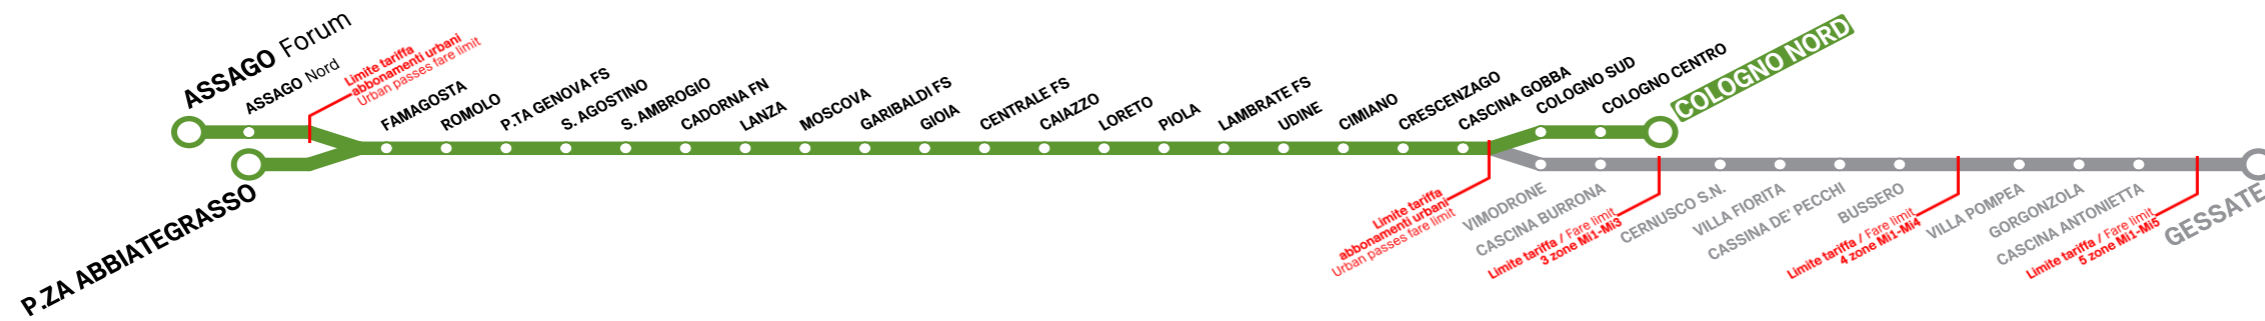 ASSAGO Forum
ASSAGO Nord
Limite tariffa
abbonamenti urbani
Urban passes fare limit
P.ZA ABBIATEGRASSO
FAMAGOSTA
ROMOLO
P.TA GENOVA FS
S. AGOSTINO
S. AMBROGIO
CADORNA FN
LANZA
MOSCOVA
GARIBALDI FS
GIOIA
CENTRALE FS
CAIAZZO
LORETO
PIOLA
LAMBRATE FS
UDINE
CIMIANO
CRESCENZAGO
CASCINA GOBBA
COLOGNO SUD
COLOGNO CENTRO
COLOGNO NORD
Limite tariffa
abbonamenti urbani
Urban passes fare limit
VIMODRONE
CASCINA BURRONA
Limite tariffa / Fare limit
3 zone Mi1-Mi3
CERNUSCO S.N.
VILLA FIORITA
CASSINA DE' PECCHI
BUSSERO
Limite tariffa / Fare limit
4 zone Mi1-Mi4
VILLA POMPEA
GORGONZOLA
CASCINA ANTONIETTA
Limite tariffa / Fare limit
5 zone Mi1-Mi5
GESSATE